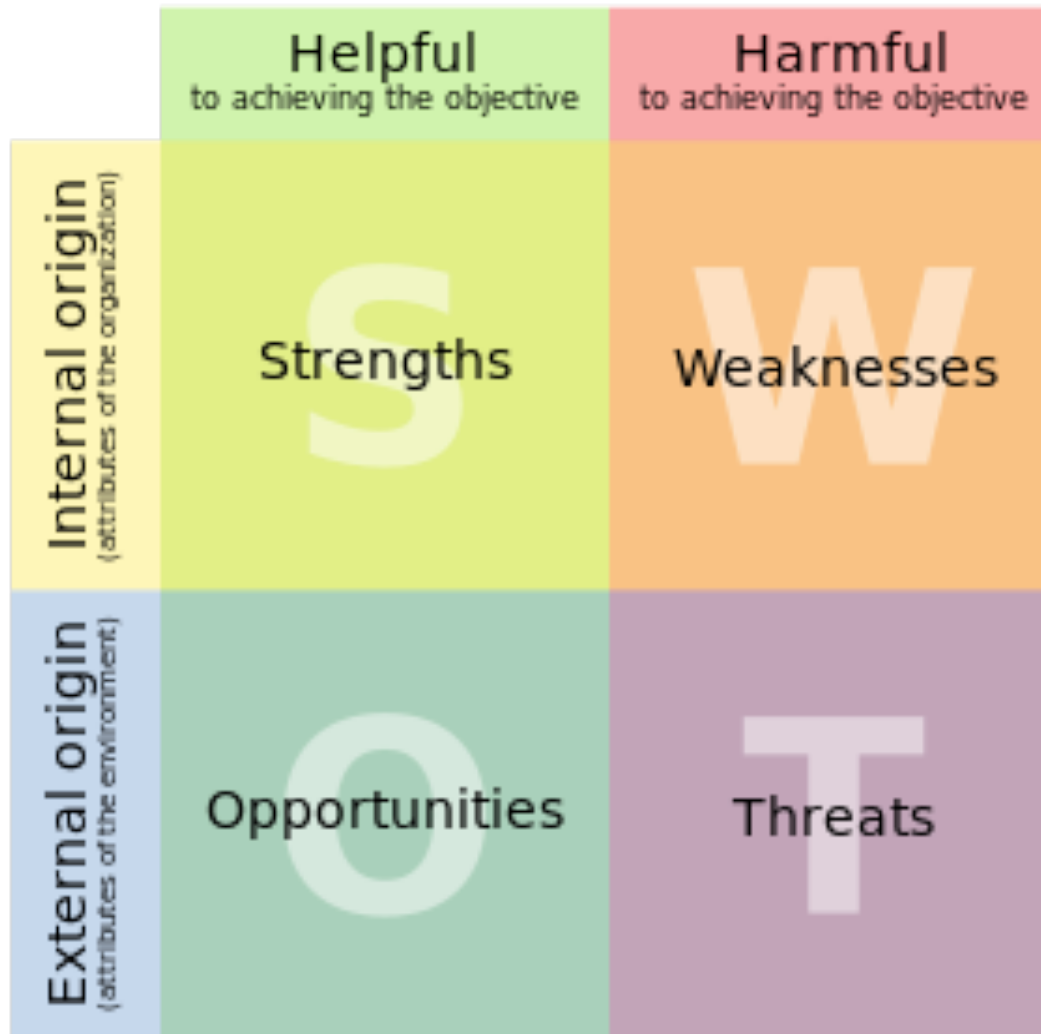 Helpful
to achieving the objective
Harmful
to achieving the objective
Internal origin
(attributes of the organization)
S
Strengths
W
Weaknesses
External origin
(attributes of the environment)
O
Opportunities
T
Threats